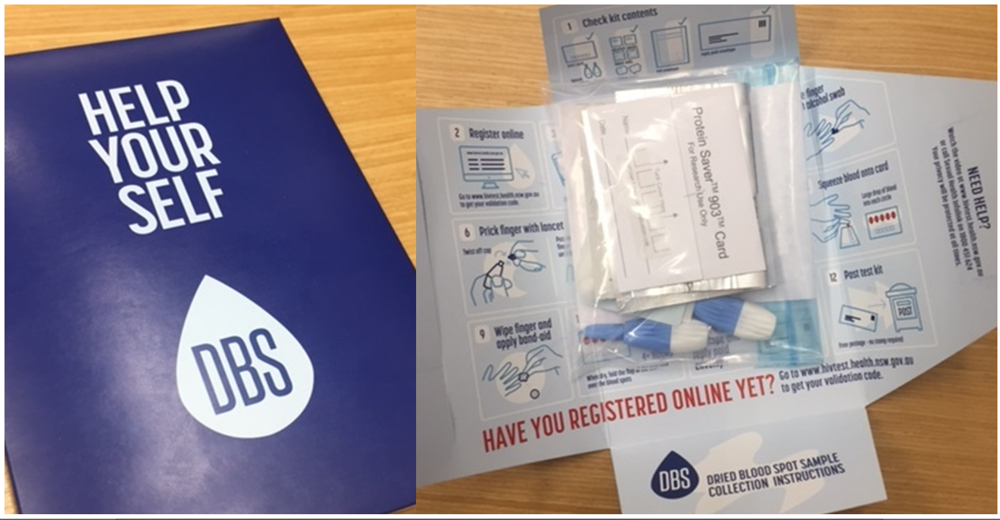 HELP
YOUR
SELF
DBS
1 Check kit contents
2 Register online
Go to www.hivtest.health.nsw.gov.au
to get your validation code.
6 Prick finger with lancet
Twist off cap
9 Wipe finger and
apply band-aid
Protein Saver™ 903™ Card
For Research Use Only
Name
Date
finger
alcohol swab
Squeeze blood onto card
Large drop of blood
into each circle
12 Post test kit
POST
Free postage - no stamp required
When dry, fold the flap
over the blood spots
NEED HELP?
Watch the video at www.hivtest.health.nsw.gov.au
or call Sexual Health Infolink on 1800 451 624
Your privacy will be protected at all times.
HAVE YOU REGISTERED ONLINE YET?
Go to www.hivtest.health.nsw.gov.au
to get your validation code.
DBS
DRIED BLOOD SPOT SAMPLE
COLLECTION INSTRUCTIONS